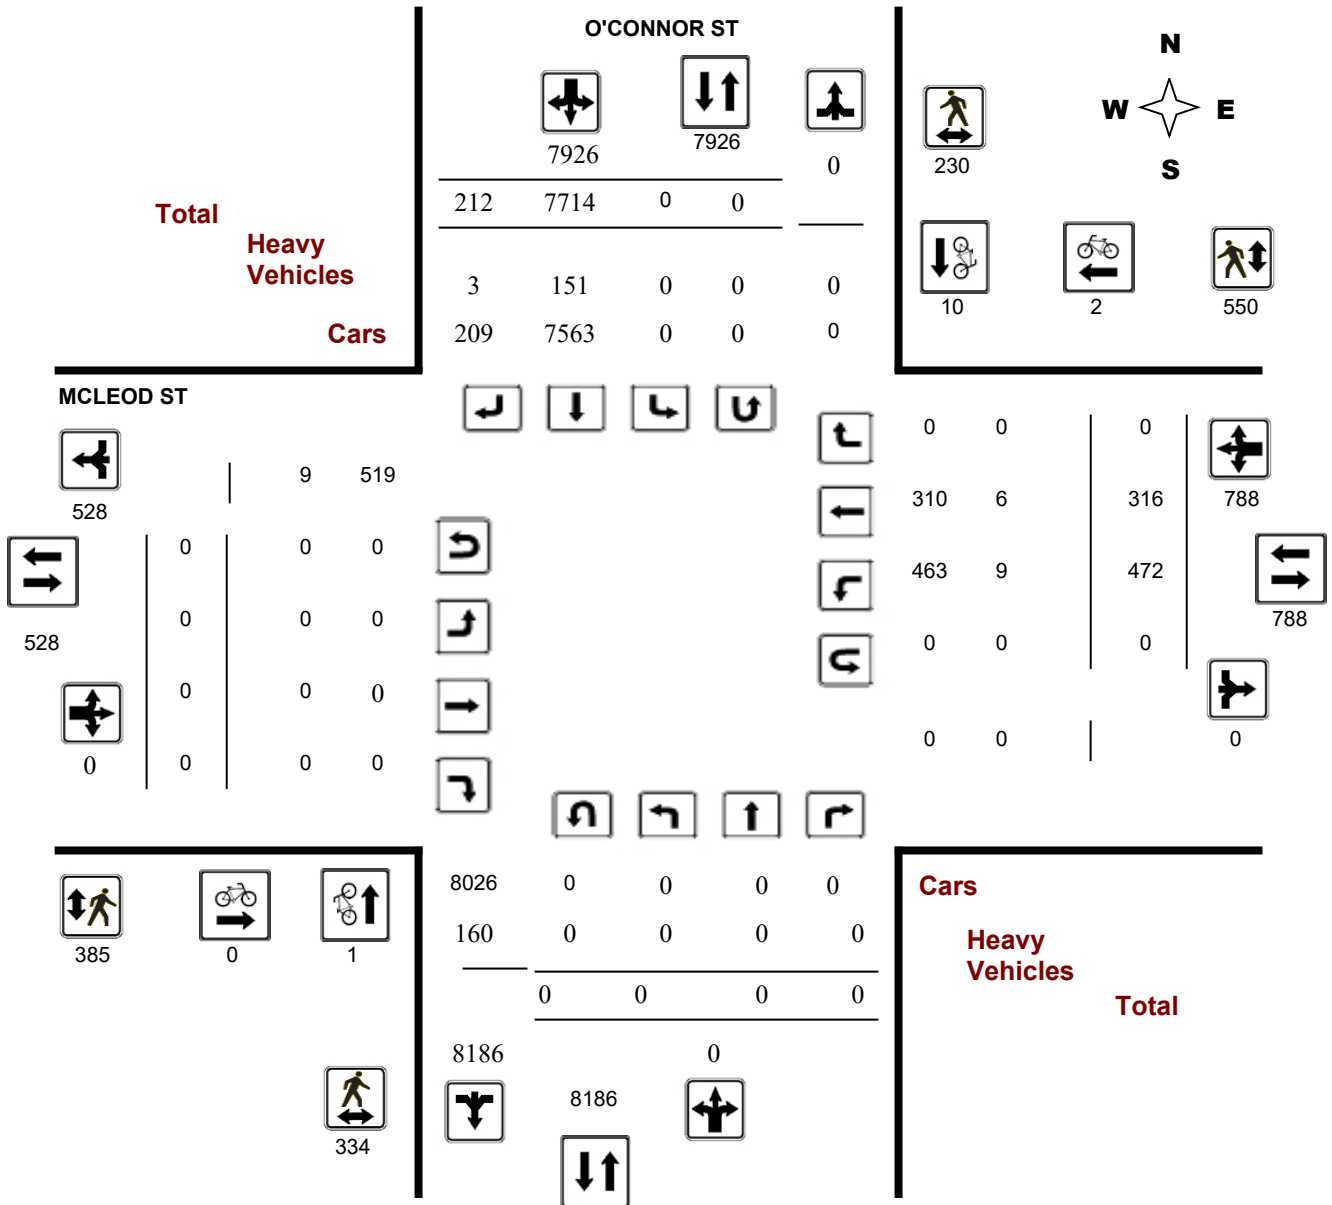 O'CONNOR ST
N
W E
S
7926 7926 0 230
212 7714 0 0
Total
Heavy
Vehicles
3 151 0 0 0
10 2 550
Cars
209 7563 0 0 0
MCLEOD ST
0 0 0
9 519
528
310 6 316 788
0 0 0
463 9 472
788
0 0 0
528
0 0 0
0 0 0
0 0 0
0 0 0 0
8026 0 0 0 0
Cars
160 0 0 0 0
385 0 1
Heavy
Vehicles
0 0 0 0
Total
8186 0
8186
334